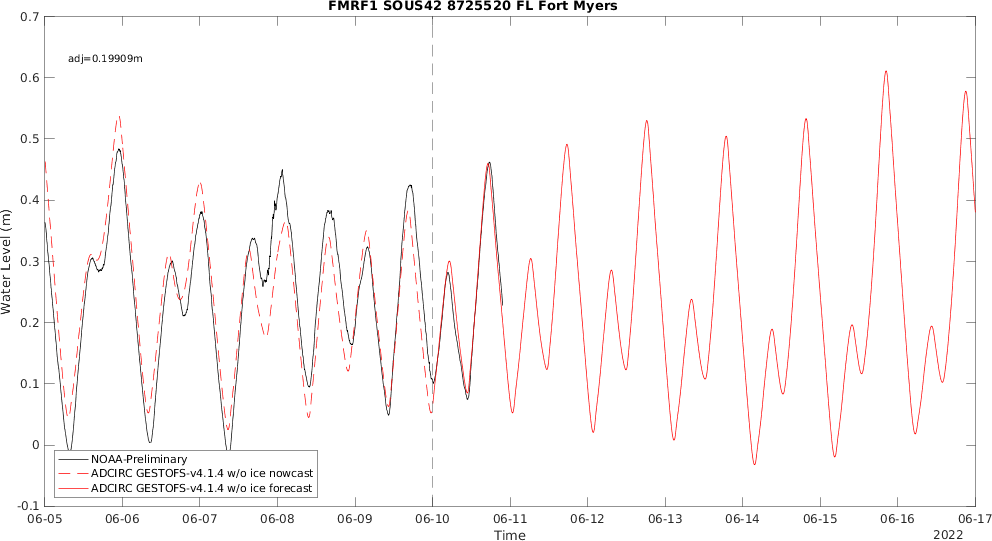 FMRF1 SOUS42 8725520 FL Fort Myers
adj=0.19909m
Water Level (m)
0.7
0.6
0.5
0.4
0.3
0.2
0.1
0
-0.1
NOAA-Preliminary
ADCIRC GESTOFS-v4.1.4 w/o ice nowcast
ADCIRC GESTOFS-v4.1.4 w/o ice forecast
06-05 06-06 06-07 06-08 06-09 06-10 06-11 06-12 06-13 06-14 06-15 06-16 06-17
Time
2022